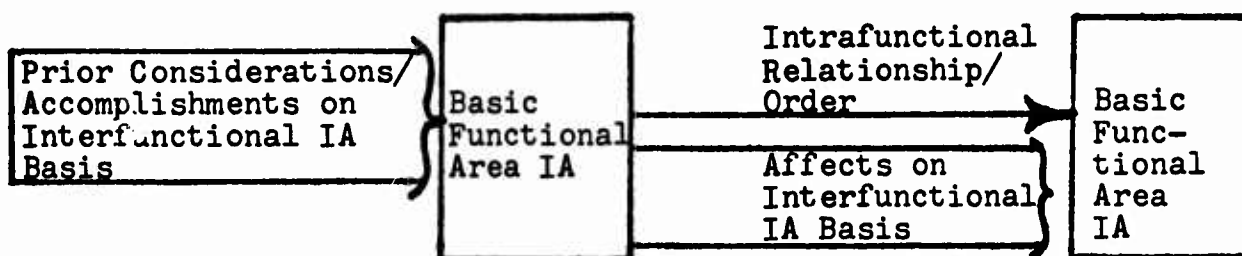 Prior Considerations/
Accomplishments on
Interfunctional IA
Basis
Basic
Functional
Area IA
Intrafunctional
Relationship/
Order
Affects on
Interfunctional
IA Basis
Basic
Func-
tional
Area
IA